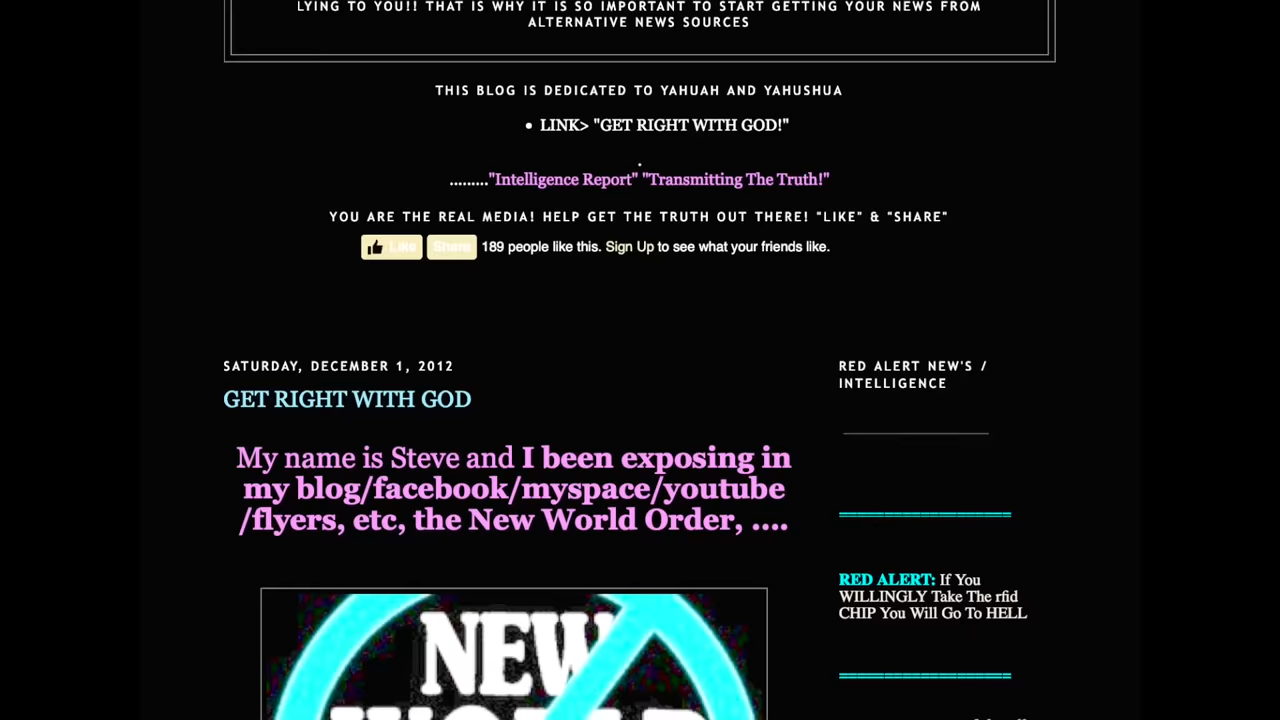 LYING TO YOU!! THAT IS WHY IT IS SO IMPORTANT TO START GETTING YOUR NEWS FROM
ALTERNATIVE NEWS SOURCES
THIS BLOG IS DEDICATED TO YAHUAH AND YAHUSHUA
• LINK> "GET RIGHT WITH GOD!"
.
........."Intelligence Report" "Transmitting The Truth!"
YOU ARE THE REAL MEDIA! HELP GET THE TRUTH OUT THERE! "LIKE" & "SHARE"
Like Share 189 people like this. Sign Up to see what your friends like.
SATURDAY, DECEMBER 1, 2012
GET RIGHT WITH GOD
My name is Steve and I been exposing in
my blog/facebook/myspace/youtube
/flyers, etc, the New World Order, ....
NEW
RED ALERT NEW'S /
INTELLIGENCE
===================
RED ALERT: If You
WILLINGLY Take The rfid
CHIP You Will Go To HELL
===================